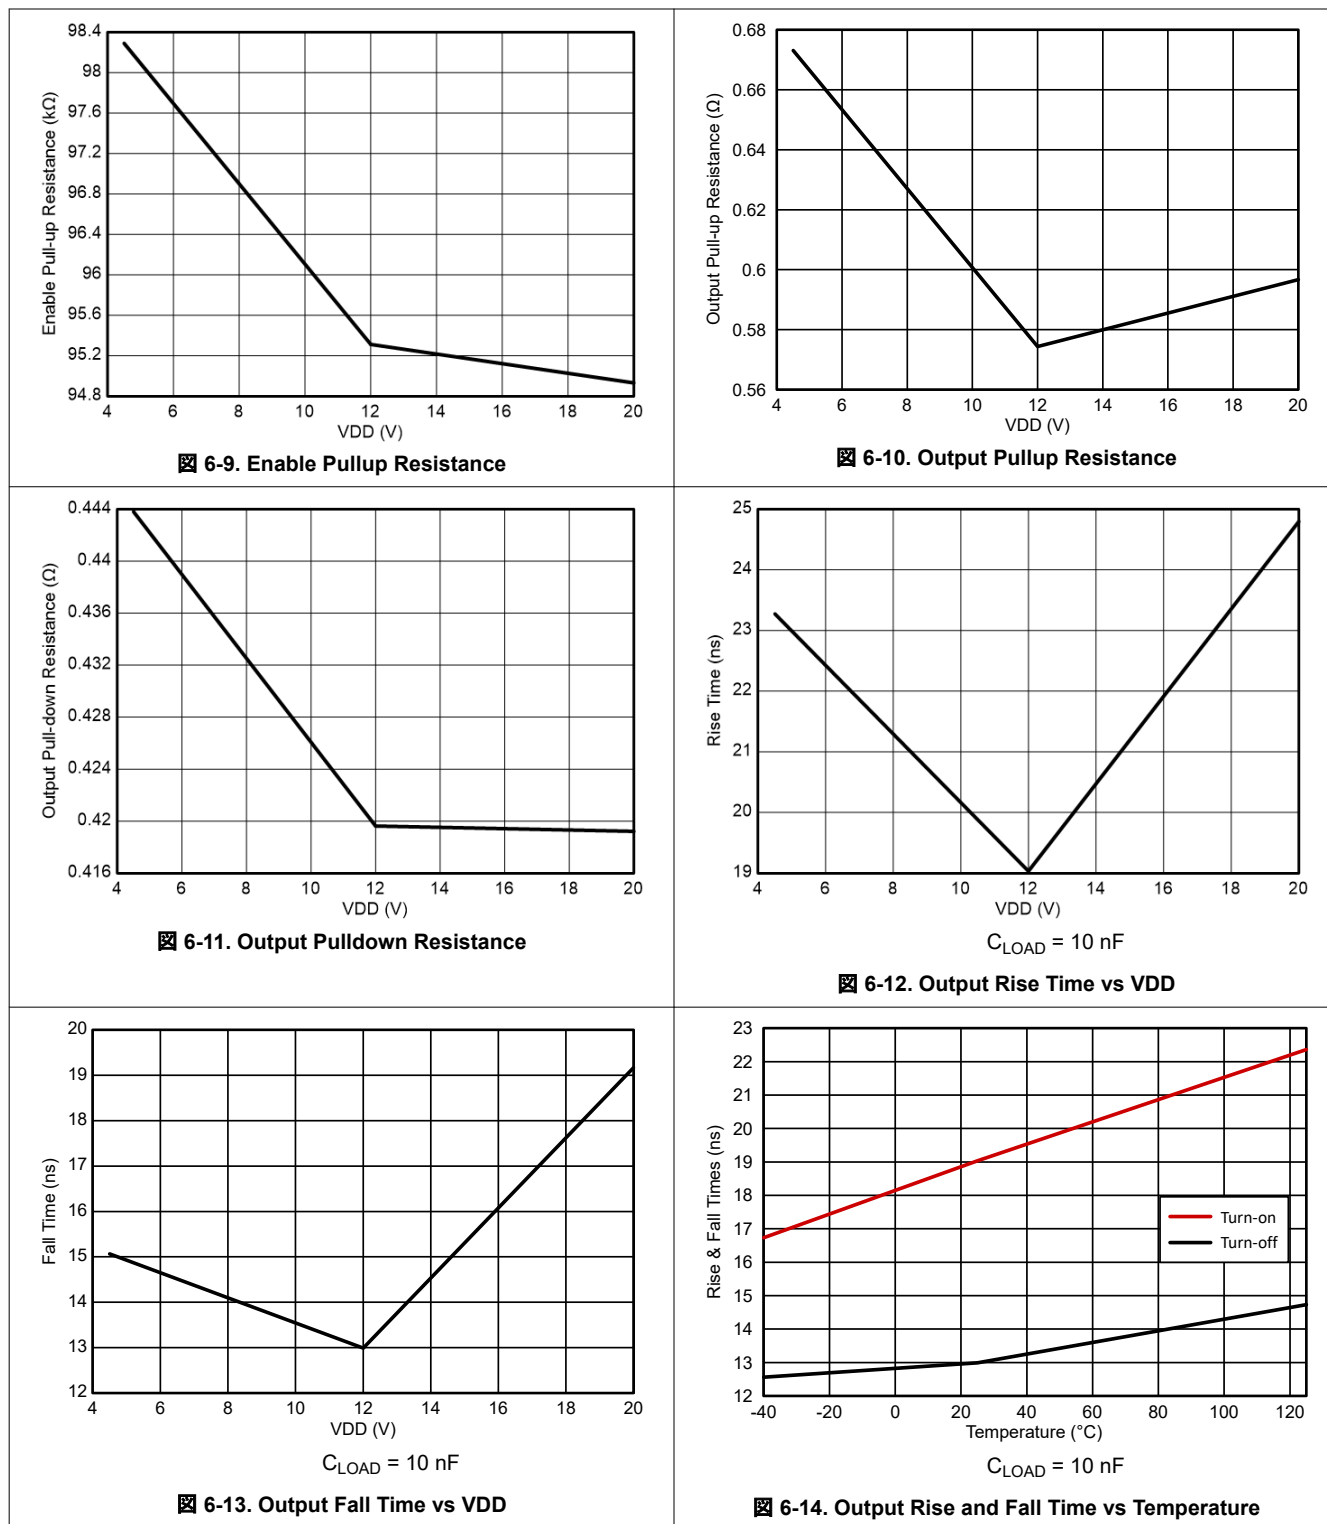 98.4
98
97.6
97.2
96.8
96.4
96
95.6
95.2
94.8
4 6 8 10 12 14 16 18 20
Enable Pull-up Resistance (kΩ)
VDD (V)
図 6-9. Enable Pullup Resistance
0.68
0.66
0.64
0.62
0.6
0.58
0.56
4 6 8 10 12 14 16 18 20
Output Pull-up Resistance (Ω)
VDD (V)
図 6-10. Output Pullup Resistance
0.444
0.44
0.436
0.432
0.428
0.424
0.42
0.416
4 6 8 10 12 14 16 18 20
Output Pull-down Resistance (Ω)
VDD (V)
図 6-11. Output Pulldown Resistance
25
24
23
22
21
20
19
4 6 8 10 12 14 16 18 20
Rise Time (ns)
VDD (V)
CLOAD = 10 nF
図 6-12. Output Rise Time vs VDD
20
19
18
17
16
15
14
13
12
4 6 8 10 12 14 16 18 20
Fall Time (ns)
VDD (V)
CLOAD = 10 nF
図 6-13. Output Fall Time vs VDD
23
22
21
20
19
18
17
16
15
14
13
12
-40 -20 0 20 40 60 80 100 120
Rise & Fall Times (ns)
Turn-on
Turn-off
Temperature (°C)
CLOAD = 10 nF
図 6-14. Output Rise and Fall Time vs Temperature